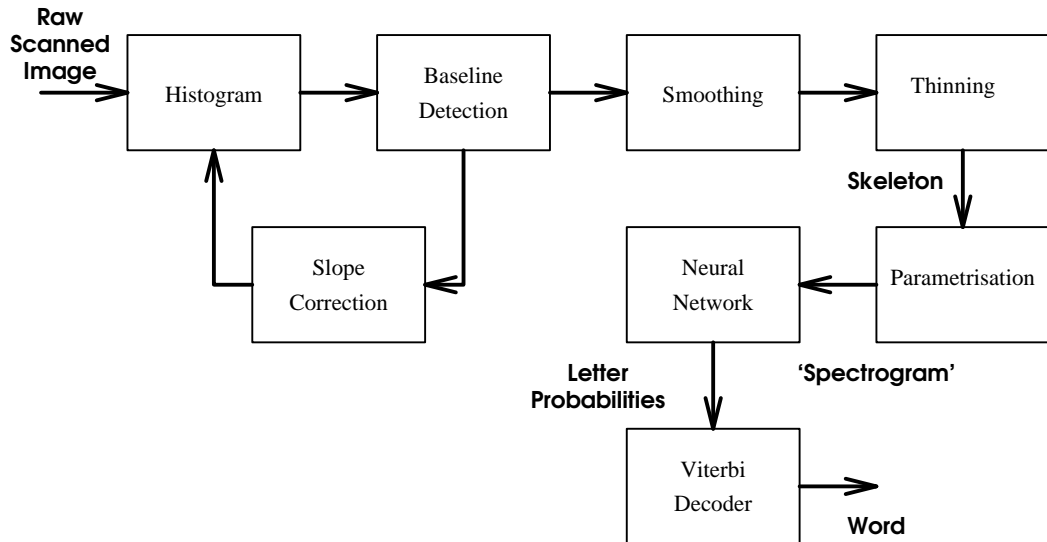 Raw
Scanned
Image
Histogram
Baseline
Detection
Smoothing
Thinning
Skeleton
Slope
Correction
Neural
Network
Parametrisation
Letter
Probabilities
‘Spectrogram’
Viterbi
Decoder
Word